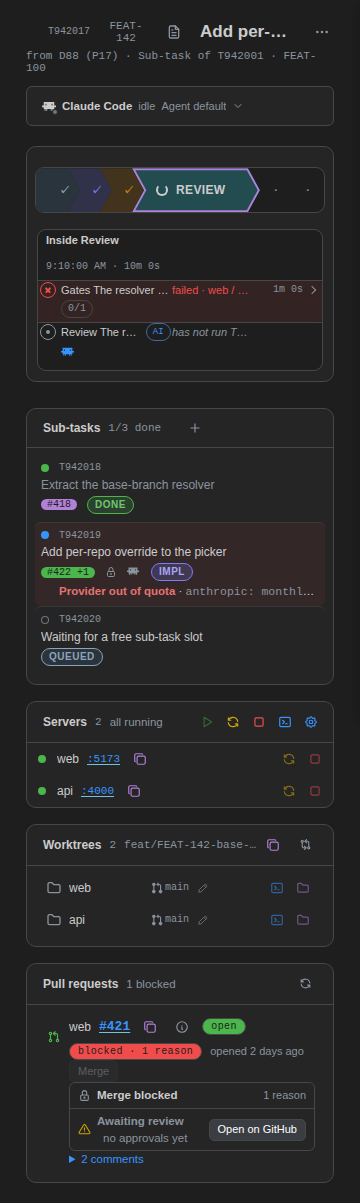 T942017 FEAT-142 Add per-…
from D88 (P17) · Sub-task of T942001 · FEAT-100
Claude Code idle Agent default
REVIEW
Inside Review
9:10:00 AM · 10m 0s
Gates The resolver … failed · web / … 1m 0s
0/1
Review The r… AI has not run T…
Sub-tasks 1/3 done
T942018
Extract the base-branch resolver
#418 DONE
T942019
Add per-repo override to the picker
#422 +1 IMPL
Provider out of quota · anthropic: monthl…
T942020
Waiting for a free sub-task slot
QUEUED
Servers 2 all running
web :5173
api :4000
Worktrees 2 feat/FEAT-142-base-…
web main
api main
Pull requests 1 blocked
web #421 open
blocked · 1 reason opened 2 days ago
Merge
Merge blocked 1 reason
Awaiting review
no approvals yet
Open on GitHub
2 comments